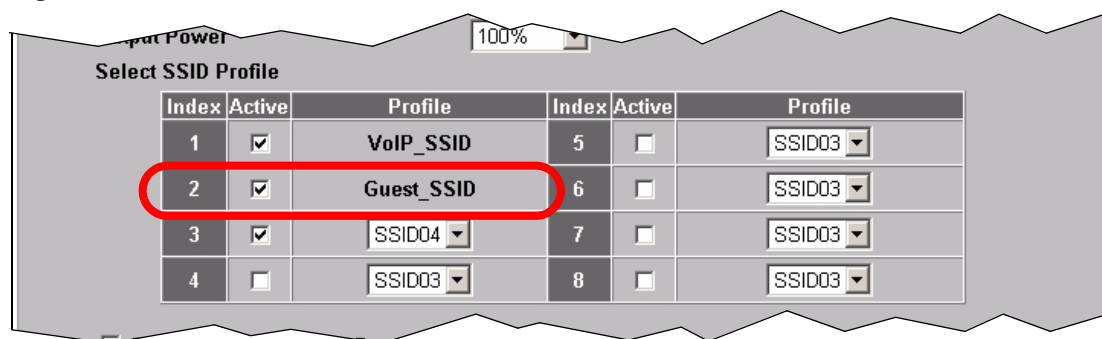 Power 100%
Select SSID Profile
Index Active Profile Index Active Profile
1 VoIP_SSID 5 SSID03
2 Guest_SSID 6 SSID03
3 SSID04 7 SSID03
4 SSID03 8 SSID03